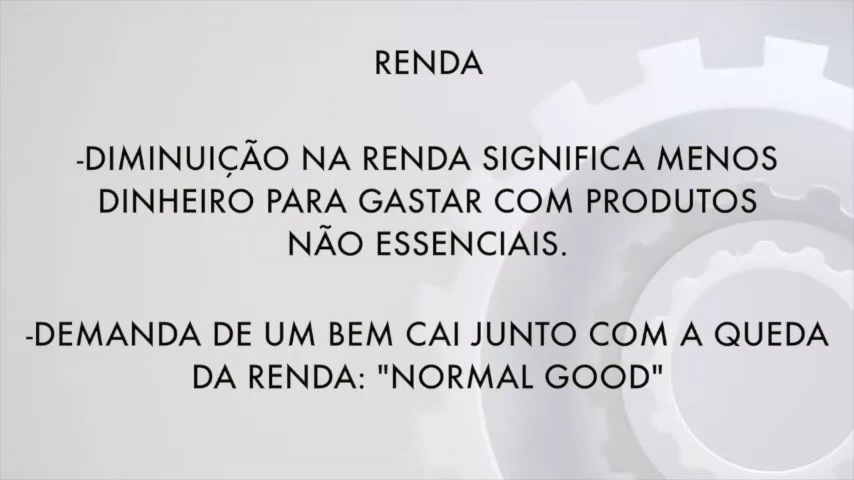 RENDA
-DIMINUIÇÃO NA RENDA SIGNIFICA MENOS
DINHEIRO PARA GASTAR COM PRODUTOS
NÃO ESSENCIAIS.
-DEMANDA DE UM BEM CAI JUNTO COM A QUEDA
DA RENDA: "NORMAL GOOD"